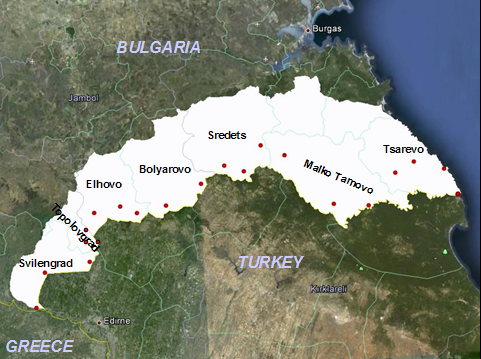 Burgas
BULGARIA
Jambol
Sredets
Tsarevo
Bolyarovo
Malko Tarnovo
Elhovo
Topolovgrad
Svilengrad
TURKEY
Kirklareli
Edirne
GREECE